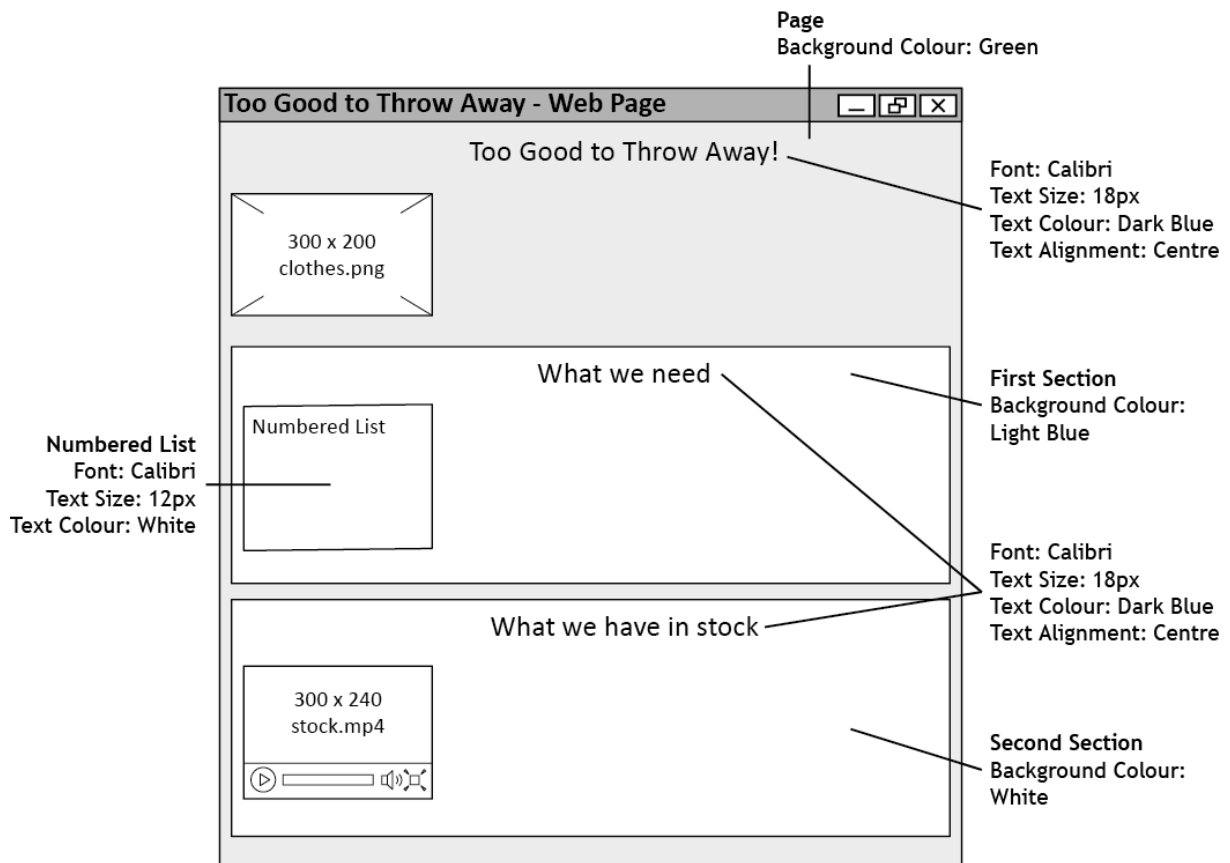 Page
Background Colour: Green
Too Good to Throw Away - Web Page
Too Good to Throw Away!
Font: Calibri
Text Size: 18px
Text Colour: Dark Blue
Text Alignment: Centre
300 x 200
clothes.png
What we need
First Section
Background Colour:
Light Blue
Numbered List
Numbered List
Font: Calibri
Text Size: 12px
Text Colour: White
Font: Calibri
Text Size: 18px
Text Colour: Dark Blue
Text Alignment: Centre
What we have in stock
300 x 240
stock.mp4
Second Section
Background Colour:
White